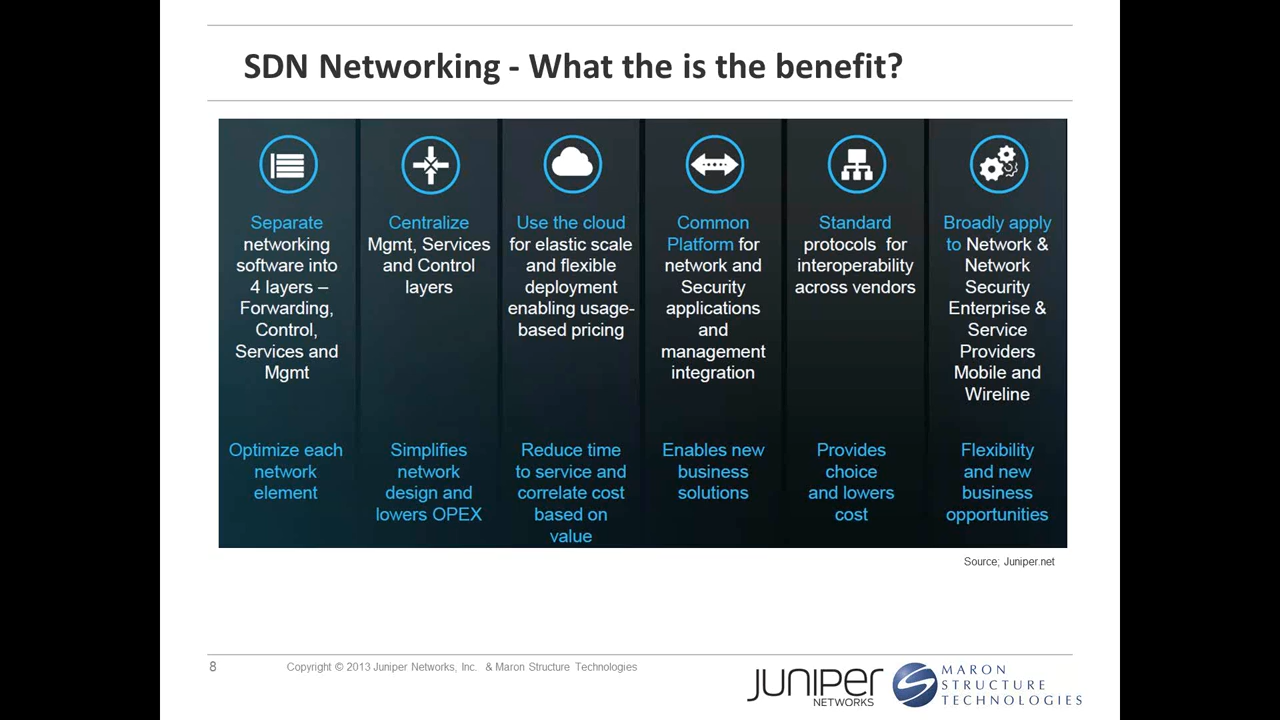 SDN Networking - What the is the benefit?
Separate
networking
software into
4 layers –
Forwarding,
Control,
Services and
Mgmt
Optimize each
network
element
Centralize
Mgmt, Services
and Control
layers
Simplifies
network
design and
lowers OPEX
Use the cloud
for elastic scale
and flexible
deployment
enabling usage-
based pricing
Reduce time
to service and
correlate cost
based on
value
Common
Platform for
network and
Security
applications
and
management
integration
Enables new
business
solutions
Standard
protocols for
interoperability
across vendors
Provides
choice
and lowers
cost
Broadly apply
to Network &
Network
Security
Enterprise &
Service
Providers
Mobile and
Wireline
Flexibility
and new
business
opportunities
Source; Juniper.net
8
Copyright © 2013 Juniper Networks, Inc. & Maron Structure Technologies
JUNIPER
NETWORKS
MARON
STRUCTURE
TECHNOLOGIES